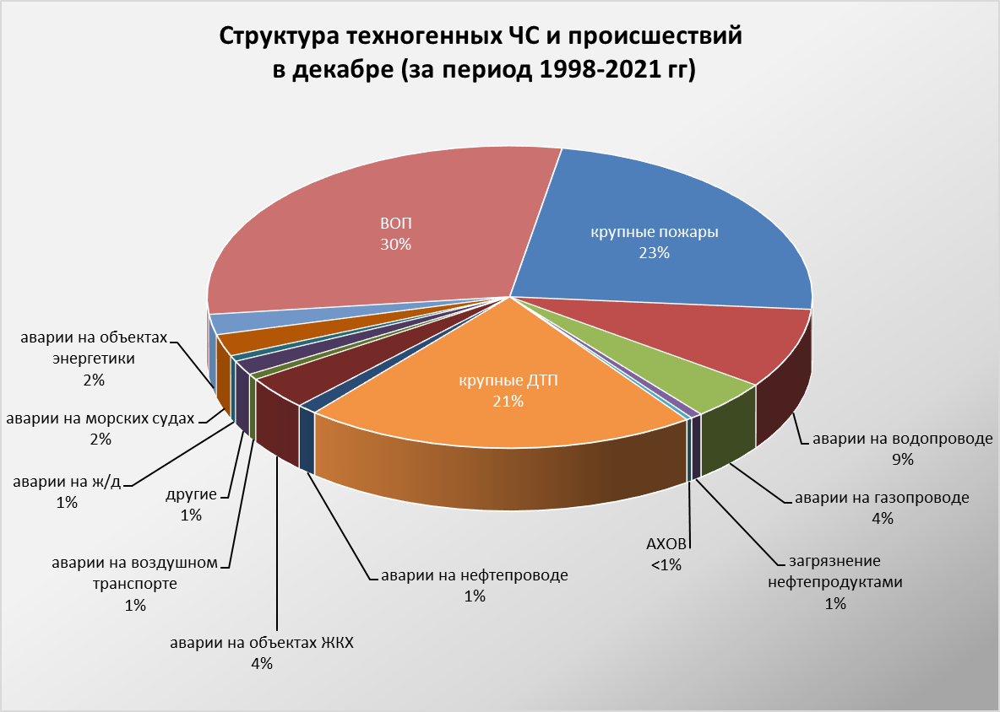 Структура техногенных ЧС и происшествий
в декабре (за период 1998-2021 гг)
ВОП
30%
крупные пожары
23%
аварии на объектах
энергетики
2%
крупные ДТП
21%
аварии на морских судах
2%
аварии на водопроводе
9%
аварии на ж/д
1%
другие
1%
аварии на газопроводе
4%
аварии на воздушном
транспорте
1%
аварии на нефтепроводе
1%
АХОВ
<1%
загрязнение
нефтепродуктами
1%
аварии на объектах ЖКХ
4%